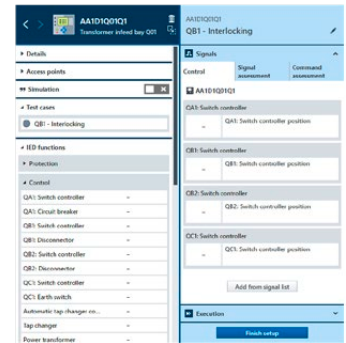 AA1D1Q01Q1
Transformer infeed bay Q01
Details
Access points
Simulation
Test cases
QB1 - Interlocking
IED functions
Protection
Control
QA1: Switch controller -
QA1: Circuit breaker -
QB1: Switch controller -
QB1: Disconnector -
QB2: Switch controller -
QB2: Disconnector -
QC1: Switch controller -
QC1: Earth switch -
Automatic tap changer co... -
Tap changer -
Power transformer -
AA1D1Q01Q1
QB1 - Interlocking
Signals
Control
Signal assessment
Command assessment
AA1D1Q01Q1
QA1: Switch controller
- QA1: Switch controller position
QB1: Switch controller
- QB1: Switch controller position
QB2: Switch controller
- QB2: Switch controller position
QC1: Switch controller
- QC1: Switch controller position
Add from signal list
Execution
Finish setup